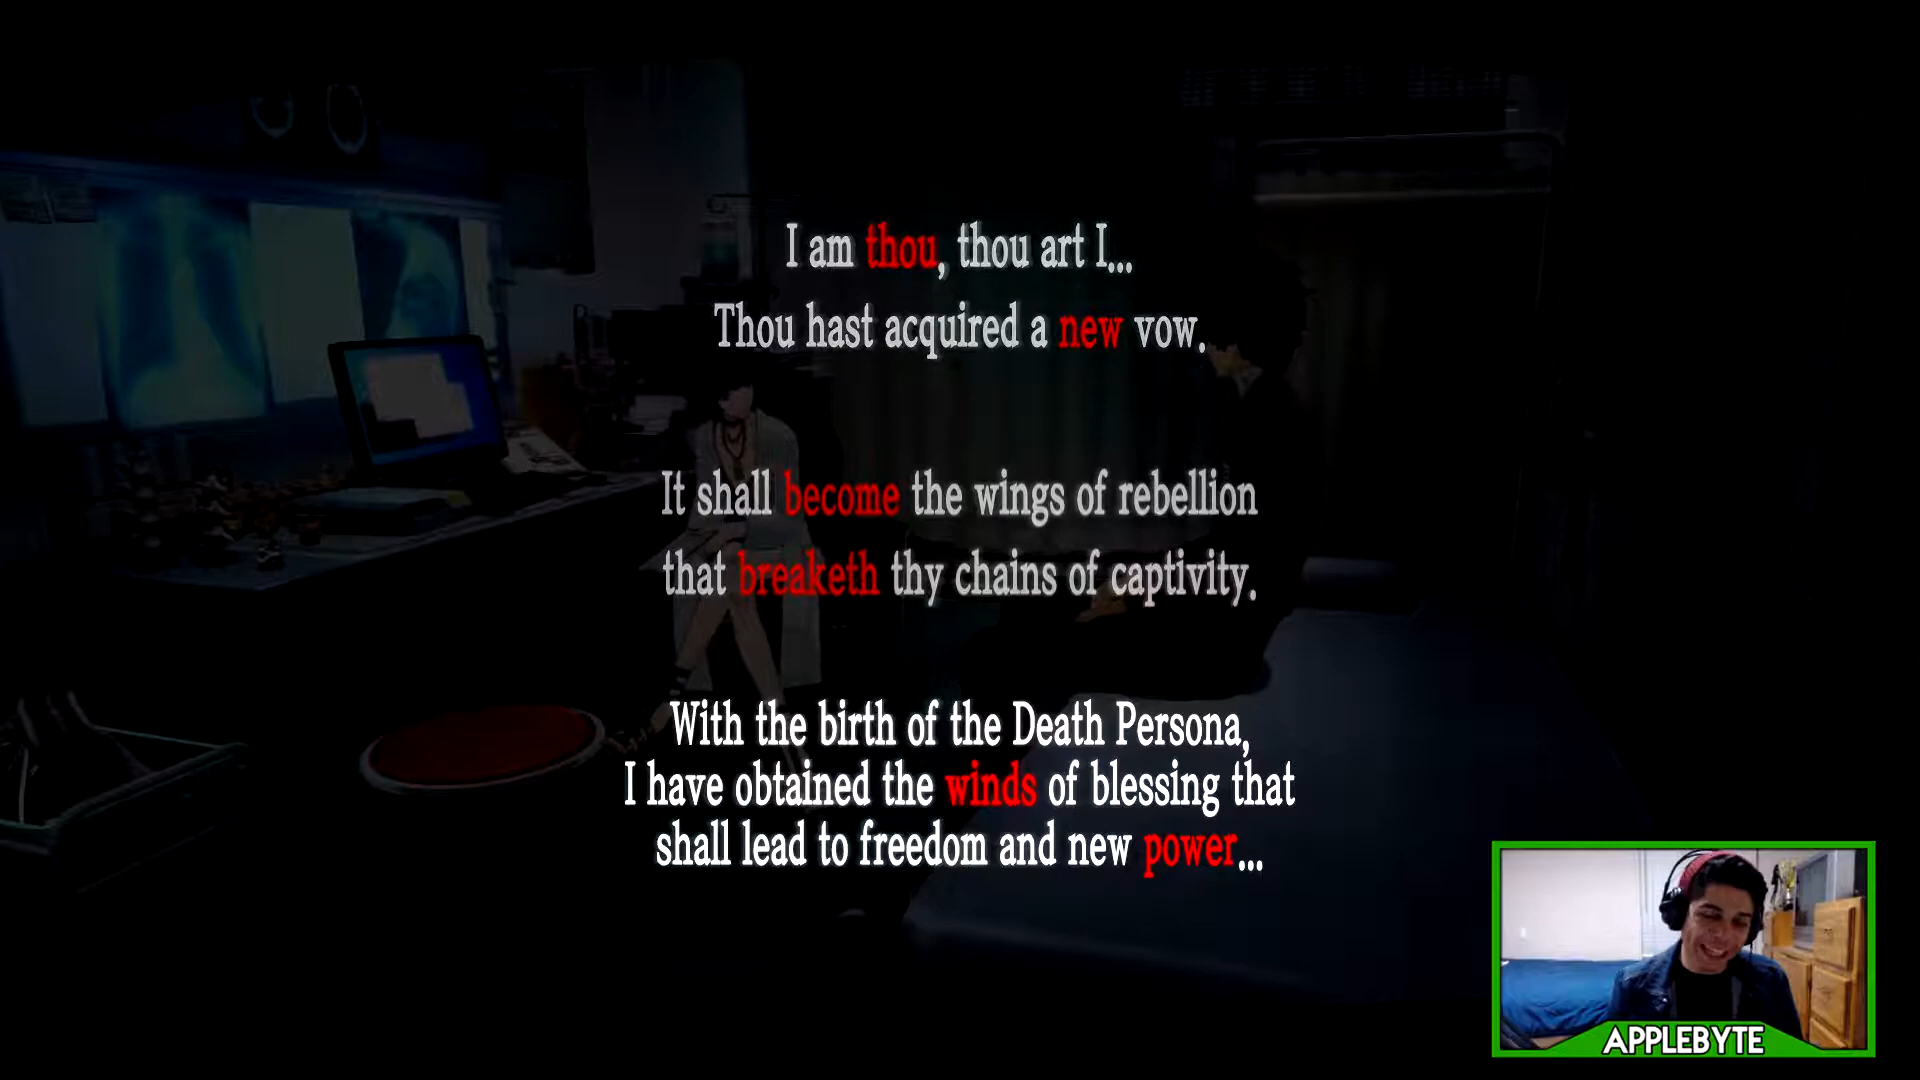 I am thou, thou art I...
Thou hast acquired a new vow.
It shall become the wings of rebellion
that breaketh thy chains of captivity.
With the birth of the Death Persona,
I have obtained the winds of blessing that
shall lead to freedom and new power...
APPLEBYTE